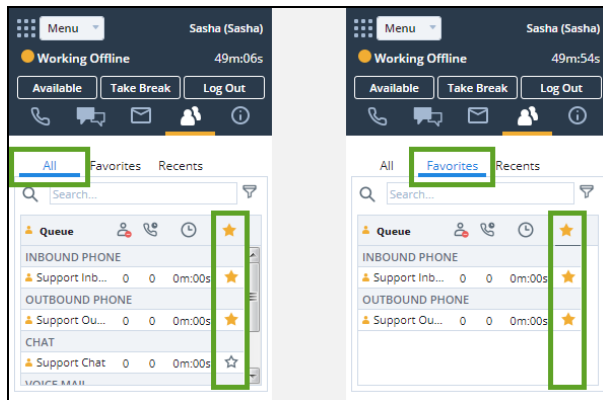 Menu Sasha (Sasha)
Working Offline 49m:06s
Available Take Break Log Out
All Favorites Recents
Search...
Queue
INBOUND PHONE
Support Inb... 0 0 0m:00s
OUTBOUND PHONE
Support Ou... 0 0 0m:00s
CHAT
Support Chat 0 0 0m:00s
VOICE MAIL
Menu Sasha (Sasha)
Working Offline 49m:54s
Available Take Break Log Out
All Favorites Recents
Search...
Queue
INBOUND PHONE
Support Inb... 0 0 0m:00s
OUTBOUND PHONE
Support Ou... 0 0 0m:00s